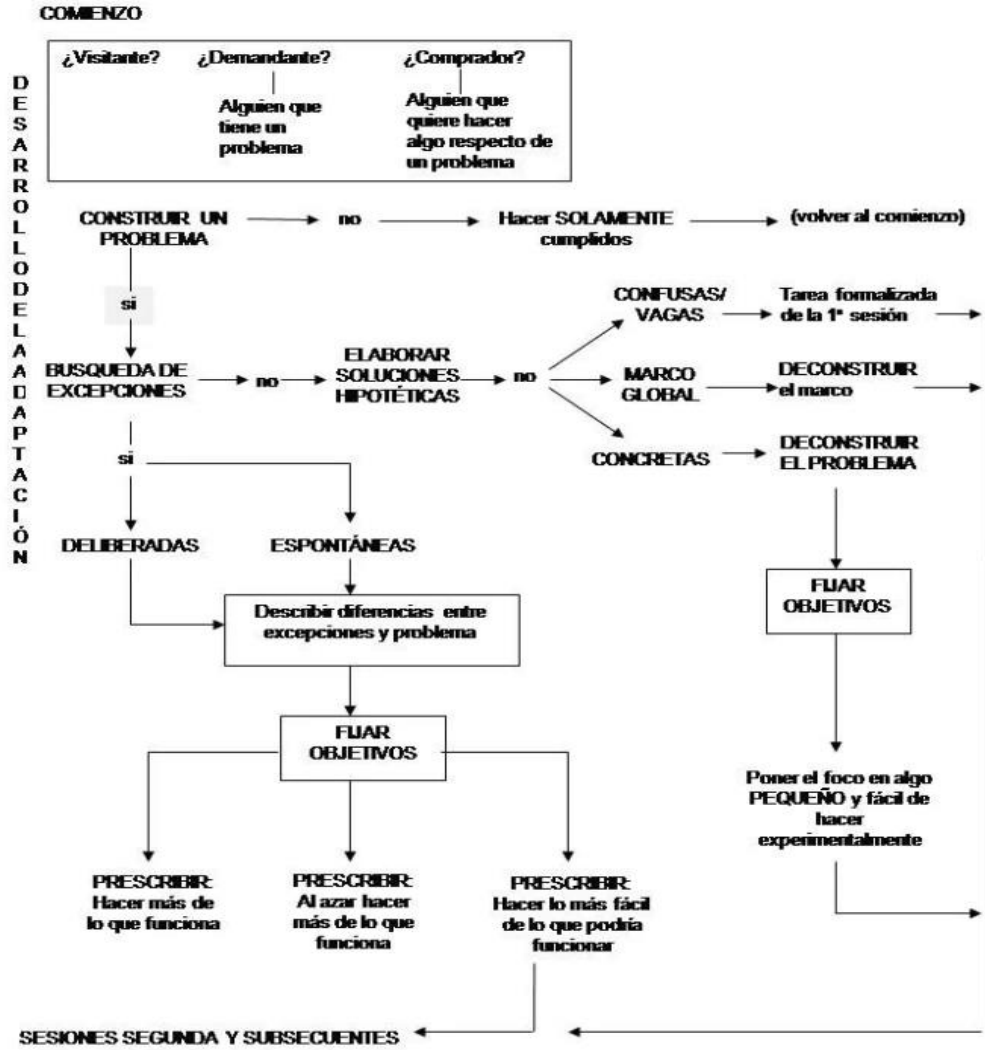 COMIENZO
¿Visitante?
¿Demandante?
¿Comprador?
Alguien que
tiene un
problema
Alguien que
quiere hacer
algo respecto de
un problema
DESARROLLODELAADAPTACIÓN
CONSTRUIR UN
PROBLEMA
no
Hacer SOLAMENTE
cumplidos
(volver al comienzo)
si
BUSQUEDA DE
EXCEPCIONES
no
ELABORAR
SOLUCIONES
HIPOTÉTICAS
no
CONFUSAS/
VAGAS
Tarea formalizada
de la 1ª sesión
MARCO
GLOBAL
DECONSTRUIR
el marco
CONCRETAS
DECONSTRUIR
EL PROBLEMA
si
DELIBERADAS
ESPONTÁNEAS
FIJAR
OBJETIVOS
Describir diferencias entre
excepciones y problema
FIJAR
OBJETIVOS
Poner el foco en algo
PEQUEÑO y fácil de
hacer
experimentalmente
PRESCRIBIR:
Hacer más de
lo que funciona
PRESCRIBIR:
Al azar hacer
más de lo que
funciona
PRESCRIBIR:
Hacer lo más fácil
de lo que podría
funcionar
SESIONES SEGUNDA Y SUBSECUENTES